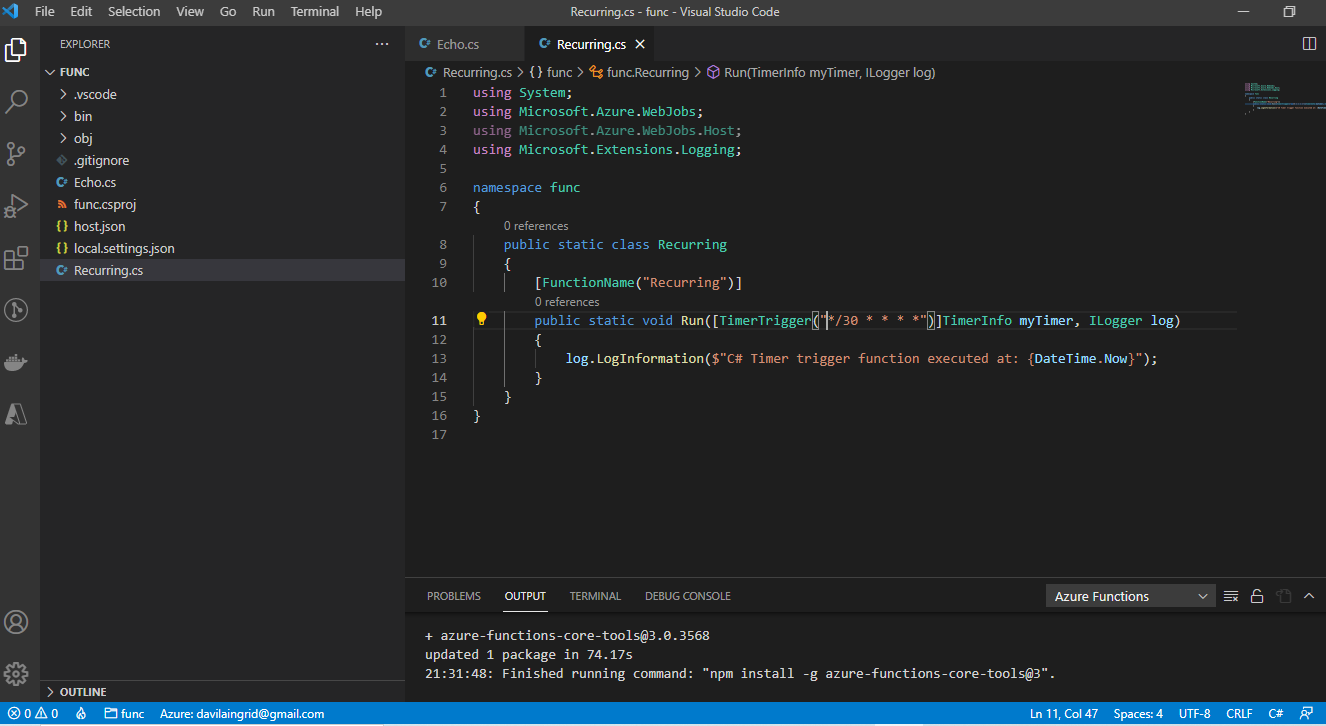 File Edit Selection View Go Run Terminal Help Recurring.cs - func - Visual Studio Code
EXPLORER
FUNC
.vscode
bin
obj
.gitignore
Echo.cs
func.csproj
host.json
local.settings.json
Recurring.cs
OUTLINE
Echo.cs Recurring.cs
Recurring.cs > {} func > func.Recurring > Run(TimerInfo myTimer, ILogger log)
1 using System;
2 using Microsoft.Azure.WebJobs;
3 using Microsoft.Azure.WebJobs.Host;
4 using Microsoft.Extensions.Logging;
5
6 namespace func
7 {
0 references
8 public static class Recurring
9 {
10 [FunctionName("Recurring")]
0 references
11 public static void Run([TimerTrigger("*/30 * * * *")]TimerInfo myTimer, ILogger log)
12 {
13 log.LogInformation($"C# Timer trigger function executed at: {DateTime.Now}");
14 }
15 }
16 }
17
PROBLEMS OUTPUT TERMINAL DEBUG CONSOLE Azure Functions
+ azure-functions-core-tools@3.0.3568
updated 1 package in 74.17s
21:31:48: Finished running command: "npm install -g azure-functions-core-tools@3".
0 0 func Azure: davilaingrid@gmail.com Ln 11, Col 47 Spaces: 4 UTF-8 CRLF C#